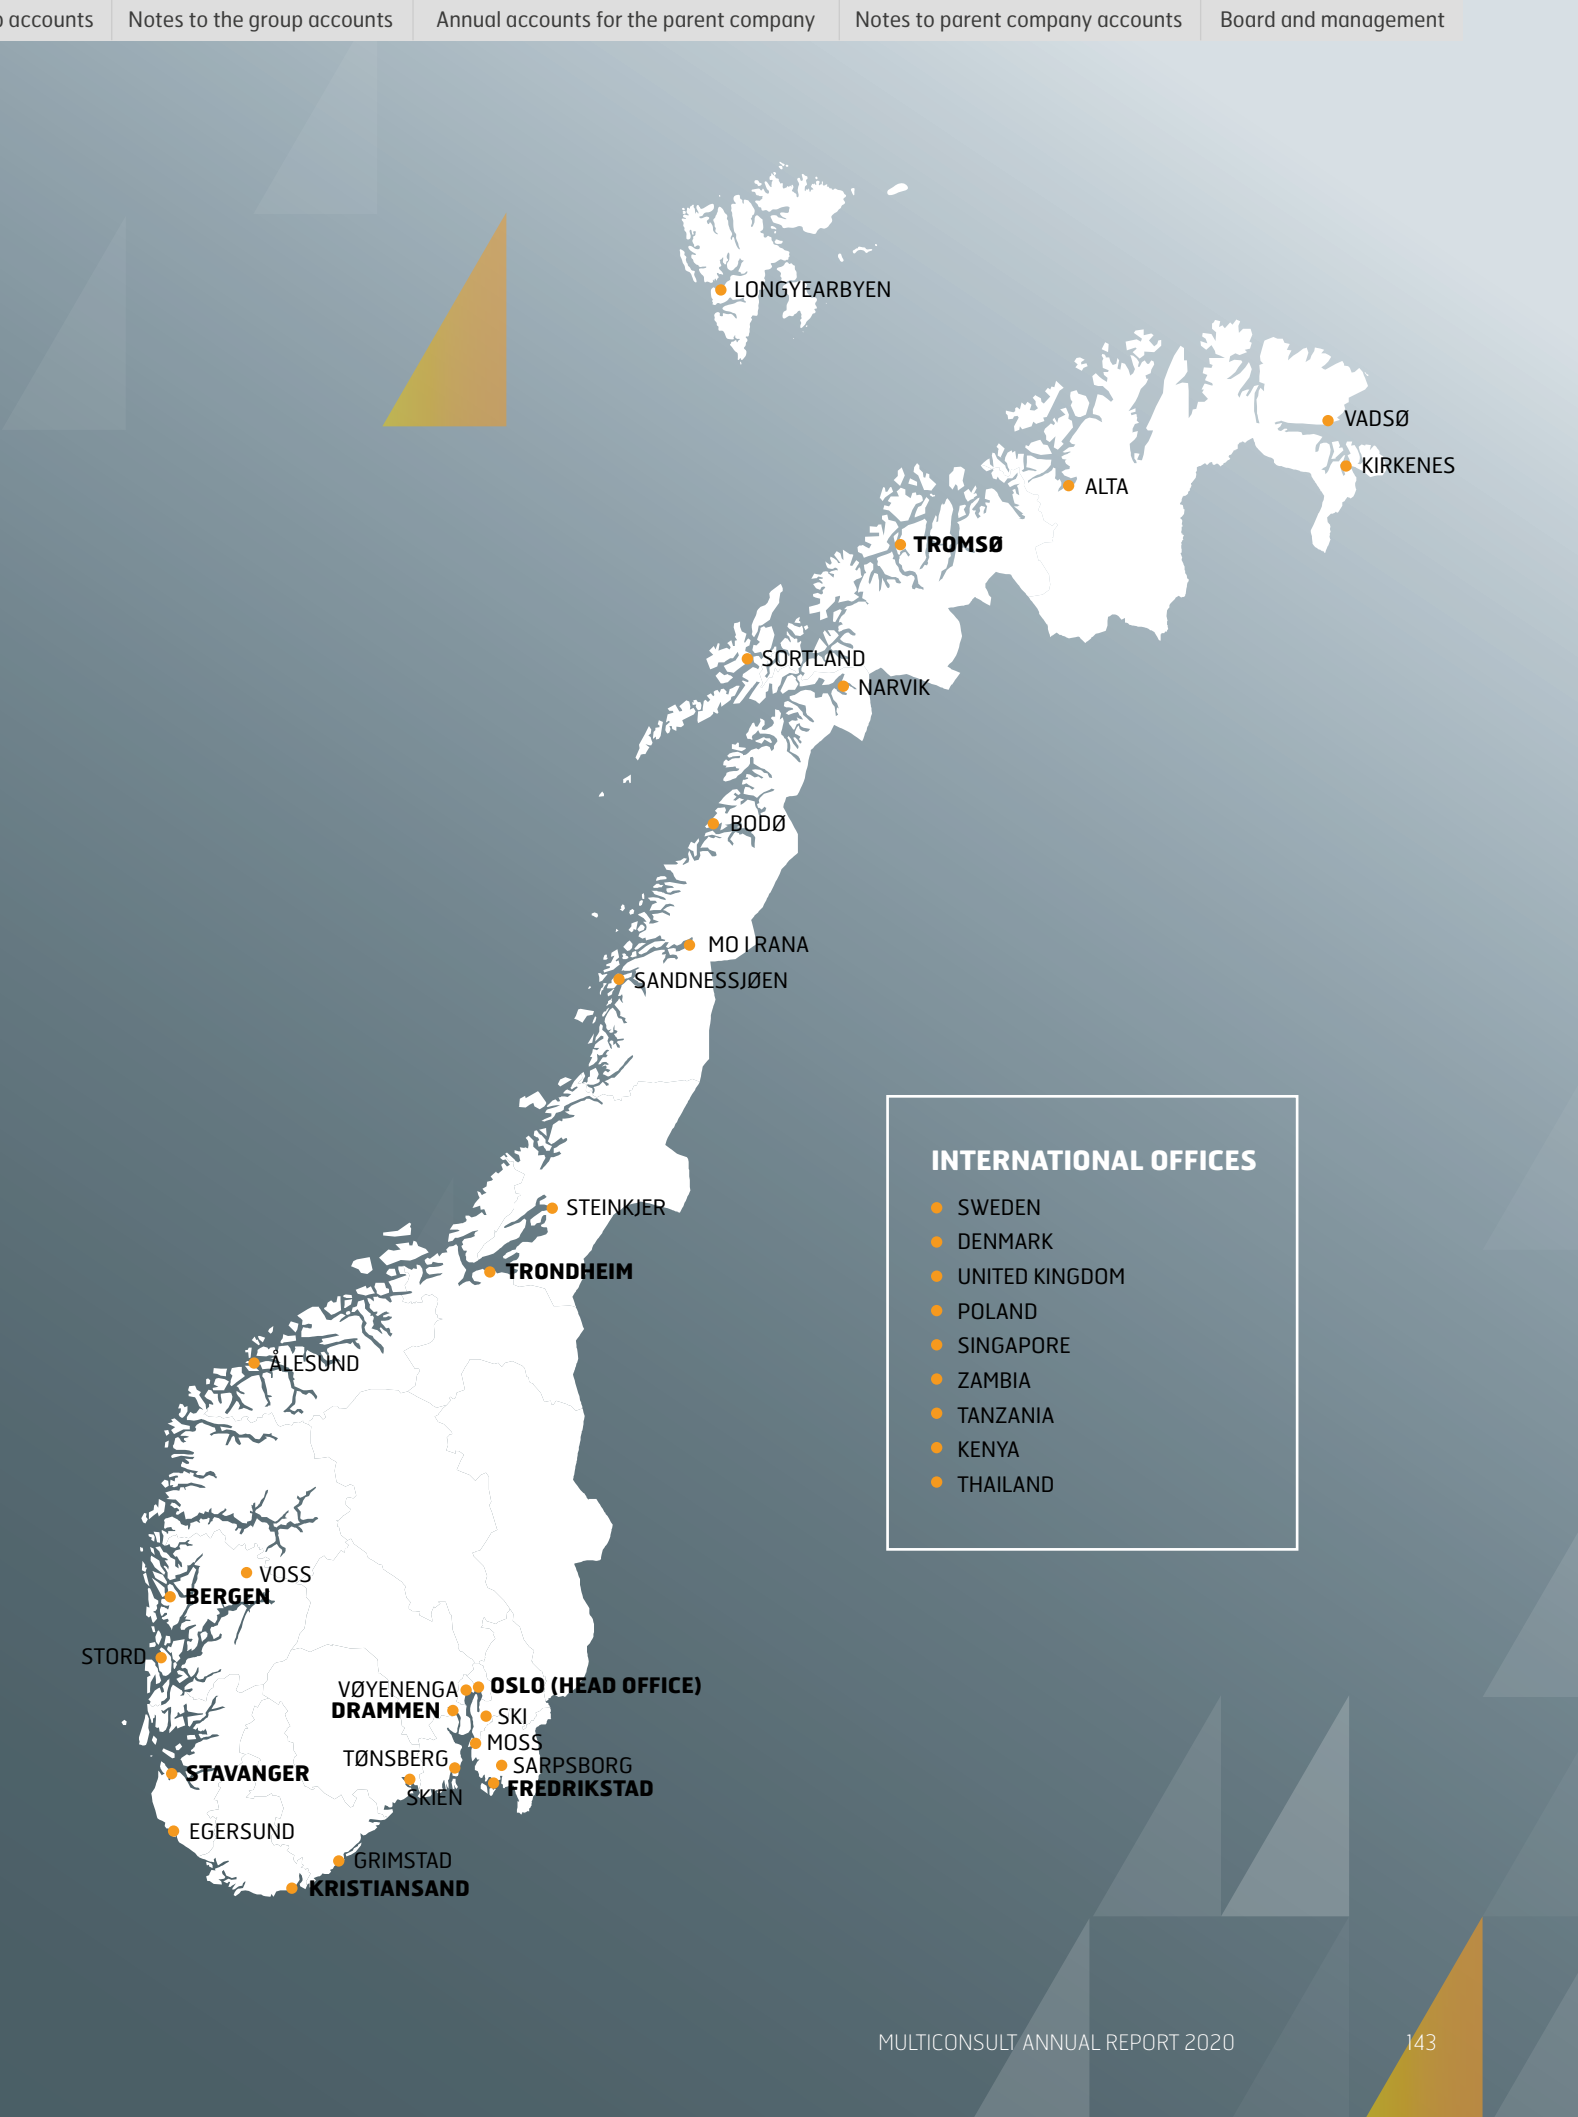 accounts
Notes to the group accounts
Annual accounts for the parent company
Notes to parent company accounts
Board and management
LONGYEARBYEN
VADSØ
KIRKENES
ALTA
TROMSØ
SORTLAND
NARVIK
BODØ
MO I RANA
SANDNESSJØEN
INTERNATIONAL OFFICES
SWEDEN
DENMARK
UNITED KINGDOM
POLAND
SINGAPORE
ZAMBIA
TANZANIA
KENYA
THAILAND
STEINKJER
TRONDHEIM
ÅLESUND
VOSS
BERGEN
STORD
VØYENENGA
OSLO (HEAD OFFICE)
DRAMMEN
SKI
MOSS
TØNSBERG
SARPSBORG
STAVANGER
FREDRIKSTAD
SKIEN
EGERSUND
GRIMSTAD
KRISTIANSAND
MULTICONSULT ANNUAL REPORT 2020
143